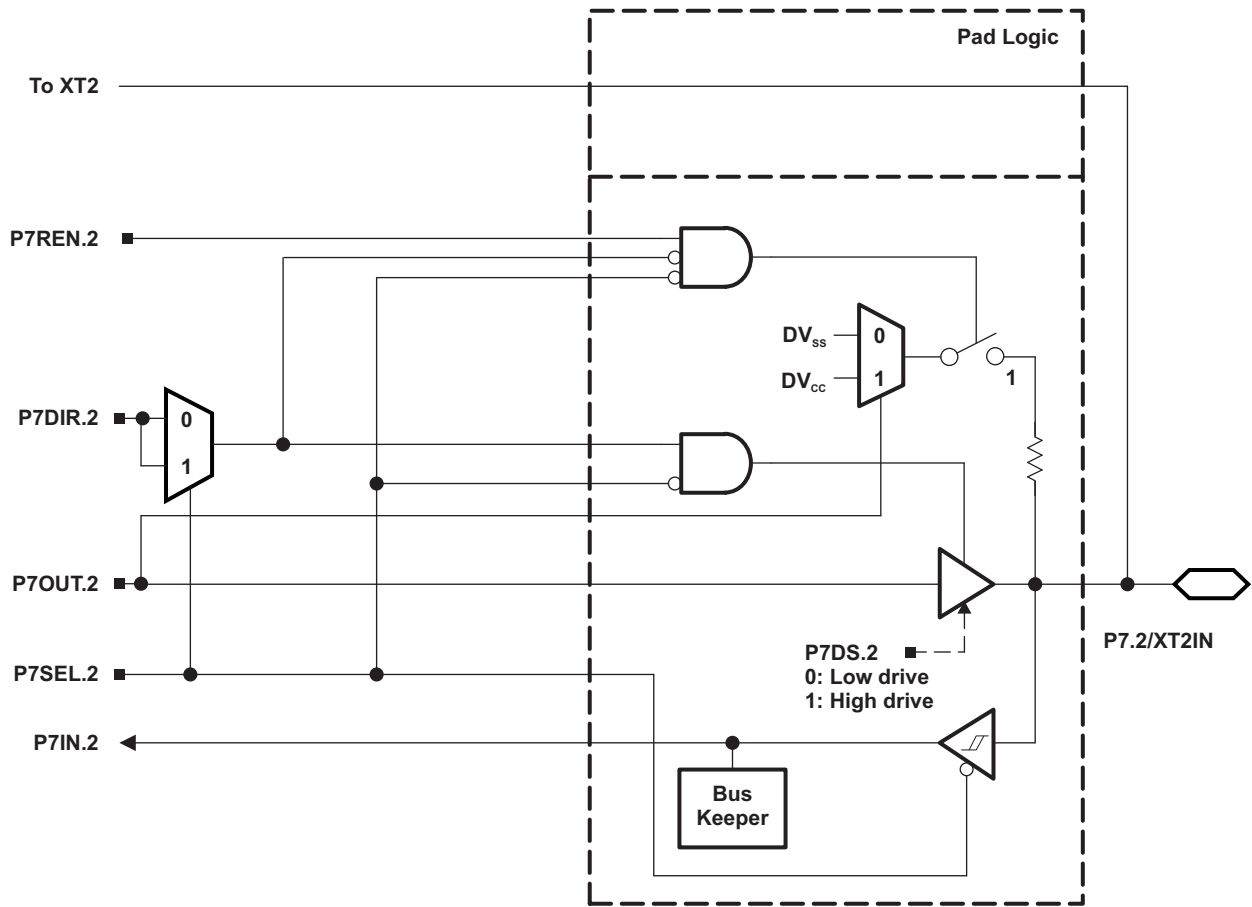 Pad Logic
To XT2
P7REN.2
DVSS
0
DVCC
1
1
P7DIR.2
0
1
P7OUT.2
P7DS.2
0: Low drive
1: High drive
P7.2/XT2IN
P7SEL.2
P7IN.2
Bus
Keeper